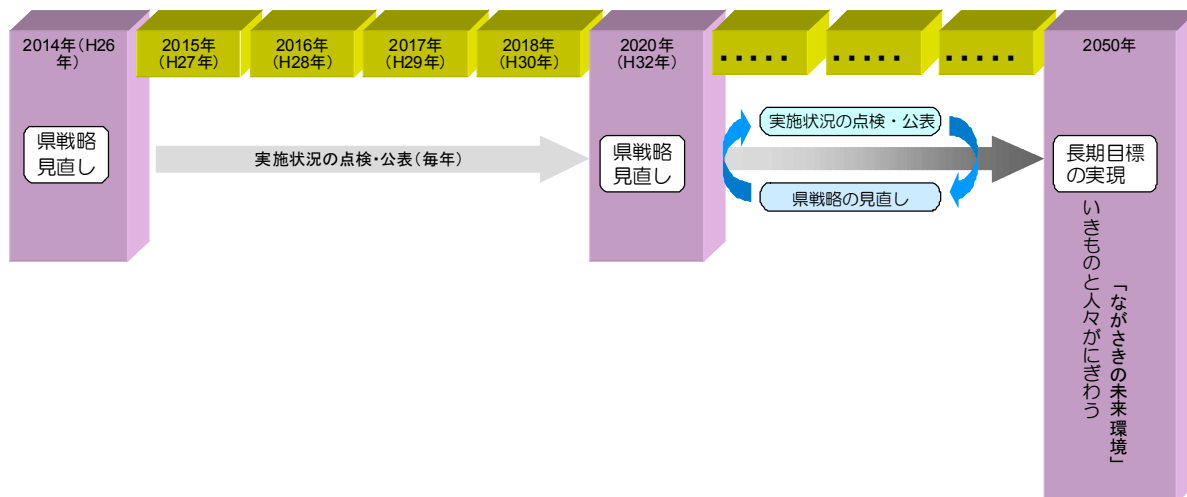 2014年(H26
年)
2015年
(H27年)
2016年
(H28年)
2017年
(H29年)
2018年
(H30年)
2020年
(H32年)
.....
.....
.....
2050年
県戦略
見直し
実施状況の点検・公表(毎年)
県戦略
見直し
実施状況の点検・公表
県戦略の見直し
長期目標
の実現
いきものと人々がにぎわう
「ながさきの未来環境」